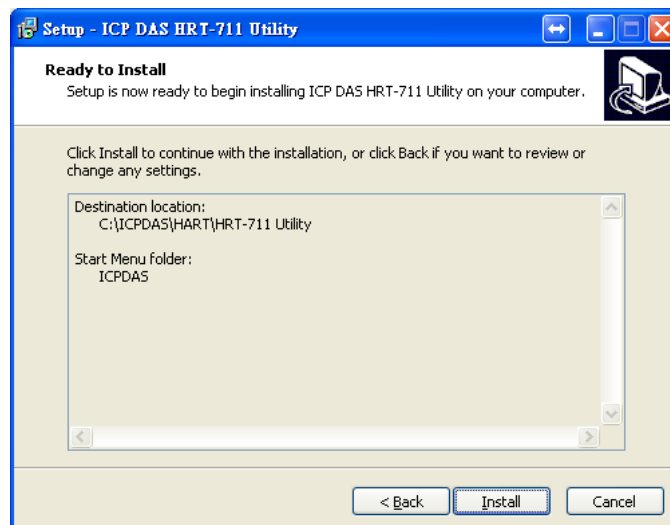 Setup - ICP DAS HRT-711 Utility
Ready to Install
Setup is now ready to begin installing ICP DAS HRT-711 Utility on your computer.
Click Install to continue with the installation, or click Back if you want to review or
change any settings.
Destination location:
C:\ICPDAS\HART\HRT-711 Utility
Start Menu folder:
ICPDAS
< Back
Install
Cancel